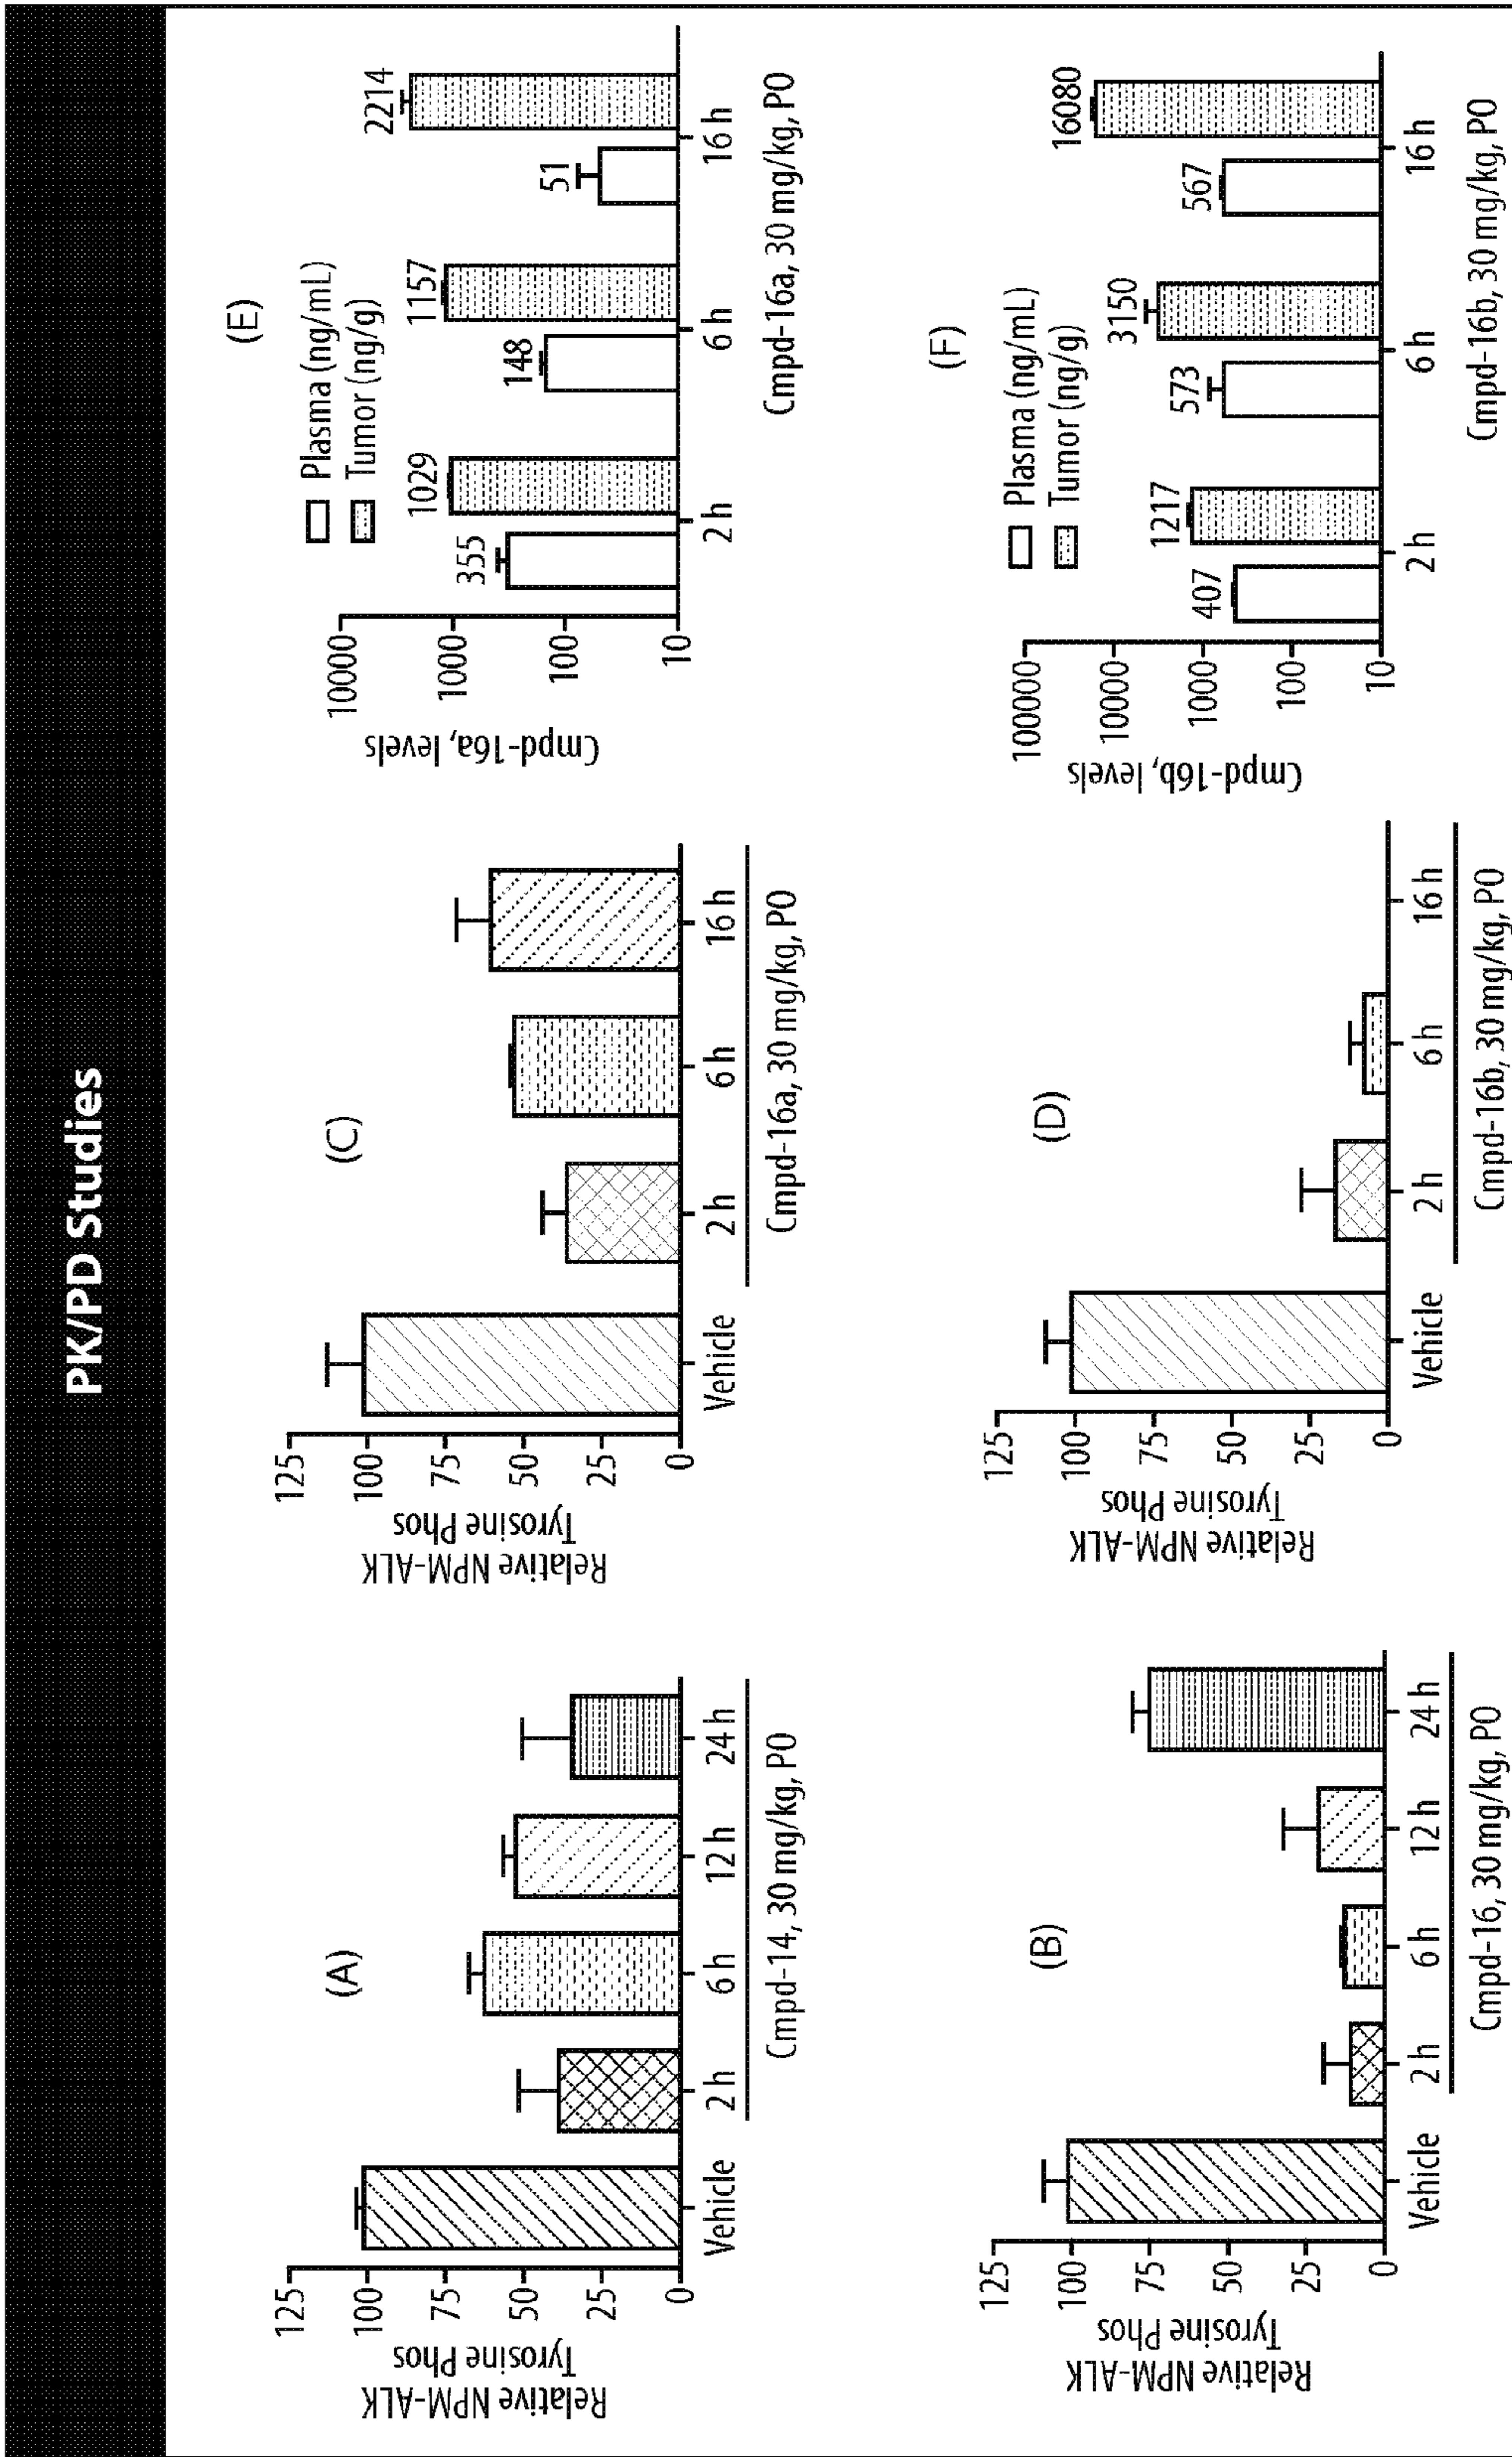 PK/PD Studies
(A)
Relative NPM-ALK
Tyrosine Phos
125
100
75
50
25
0
Vehicle
2 h
6 h
12 h
24 h
Cmpd-14, 30 mg/kg, PO
(C)
Relative NPM-ALK
Tyrosine Phos
125
100
75
50
25
0
Vehicle
2 h
6 h
16 h
Cmpd-16a, 30 mg/kg, PO
(E)
Plasma (ng/mL)
Tumor (ng/g)
Cmpd-16a, levels
10000
1000
100
10
355
1029
148
1157
51
2214
2 h
6 h
16 h
Cmpd-16a, 30 mg/kg, PO
(B)
Relative NPM-ALK
Tyrosine Phos
125
100
75
50
25
0
Vehicle
2 h
6 h
12 h
24 h
Cmpd-16, 30 mg/kg, PO
(D)
Relative NPM-ALK
Tyrosine Phos
125
100
75
50
25
0
Vehicle
2 h
6 h
16 h
Cmpd-16b, 30 mg/kg, PO
(F)
Plasma (ng/mL)
Tumor (ng/g)
Cmpd-16b, levels
100000
10000
1000
100
10
407
1217
573
3150
567
16080
2 h
6 h
16 h
Cmpd-16b, 30 mg/kg, PO